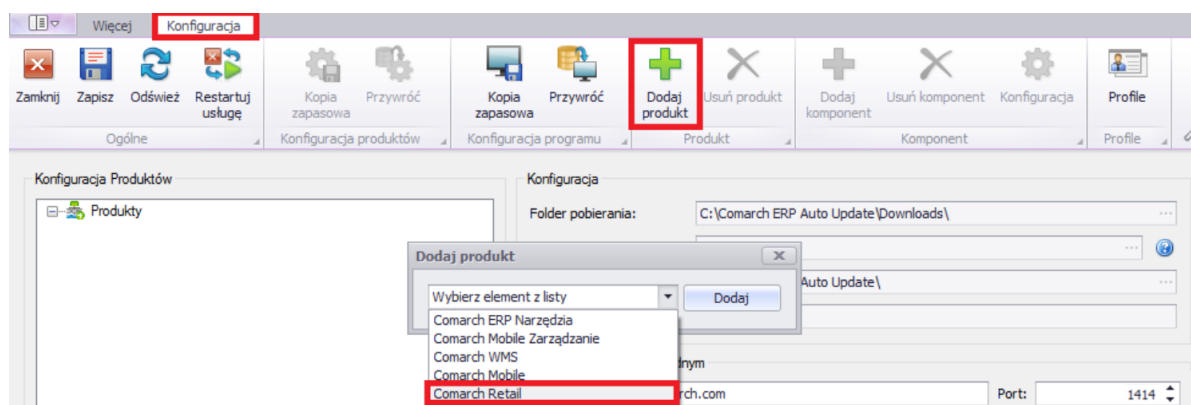 Więcej Konfiguracja
Zamknij Zapisz Odśwież Restartuj usługę Kopia zapasowa Przywróć Kopia zapasowa Przywróć Dodaj produkt Usuń produkt Dodaj komponent Usuń komponent Konfiguracja Profile
Ogólne Konfiguracja produktów Konfiguracja programu Produkt Komponent Profile
Konfiguracja Produktów Konfiguracja
Produkty
Folder pobierania: C:\Comarch ERP Auto Update\Downloads\
Dodaj produkt
Auto Update\
Wybierz element z listy Dodaj
Comarch ERP Narzędzia
Comarch Mobile Zarządzanie
Comarch WMS
Comarch Mobile
Comarch Retail
rch.com Port: 1414